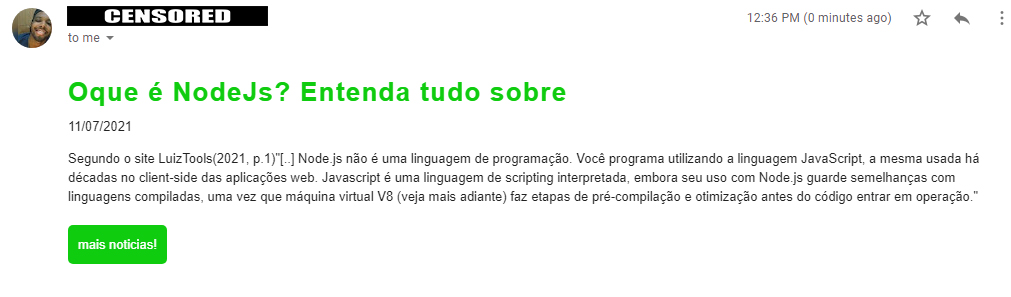 CENSORED
12:36 PM (0 minutes ago)
to me
Oque é NodeJs? Entenda tudo sobre
11/07/2021
Segundo o site LuizTools(2021, p.1)"[..] Node.js não é uma linguagem de programação. Você programa utilizando a linguagem JavaScript, a mesma usada há
décadas no client-side das aplicações web. Javascript é uma linguagem de scripting interpretada, embora seu uso com Node.js guarde semelhanças com
linguagens compiladas, uma vez que máquina virtual V8 (veja mais adiante) faz etapas de pré-compilação e otimização antes do código entrar em operação."
mais noticias!